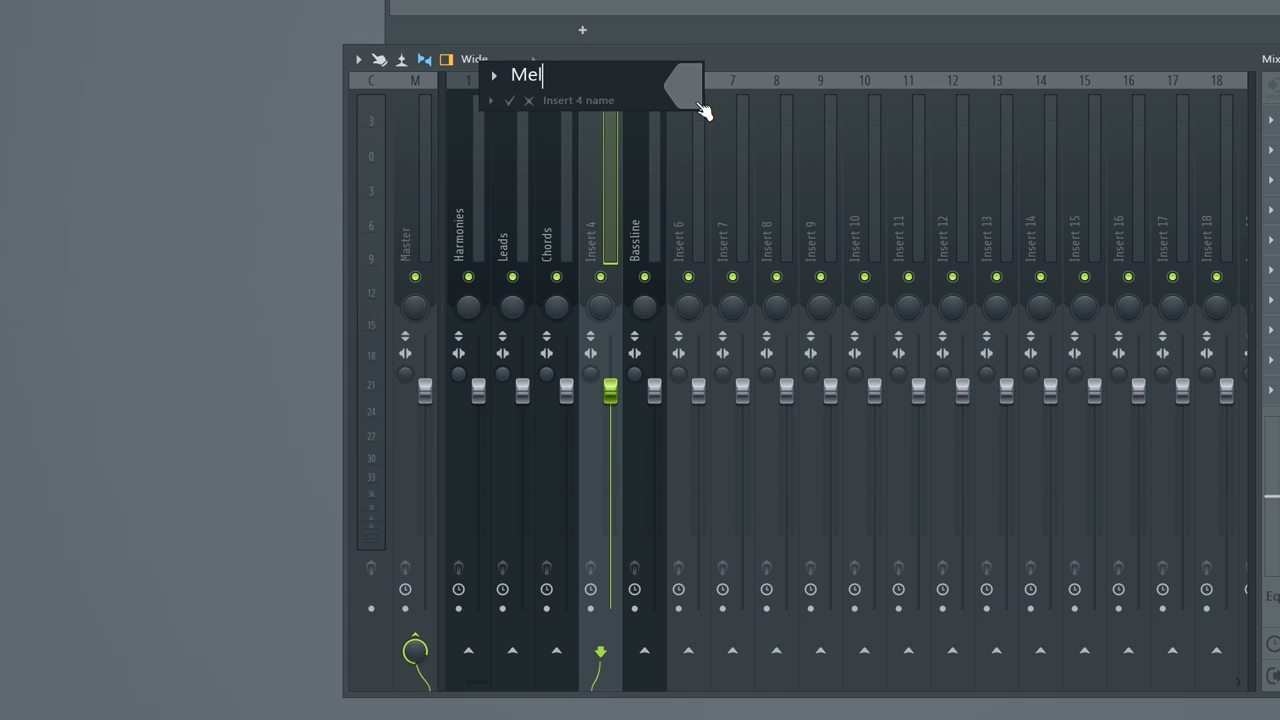 +
Wide
Mix
Mel
Insert 4 name
C M 1 7 8 9 10 11 12 13 14 15 16 17 18
3
0
3
6
9
12
15
18
21
24
27
30
33
Master
Harmonies
Leads
Chords
Insert 4
Bassline
Insert 6
Insert 7
Insert 8
Insert 9
Insert 10
Insert 11
Insert 12
Insert 13
Insert 14
Insert 15
Insert 16
Insert 17
Insert 18
Eq